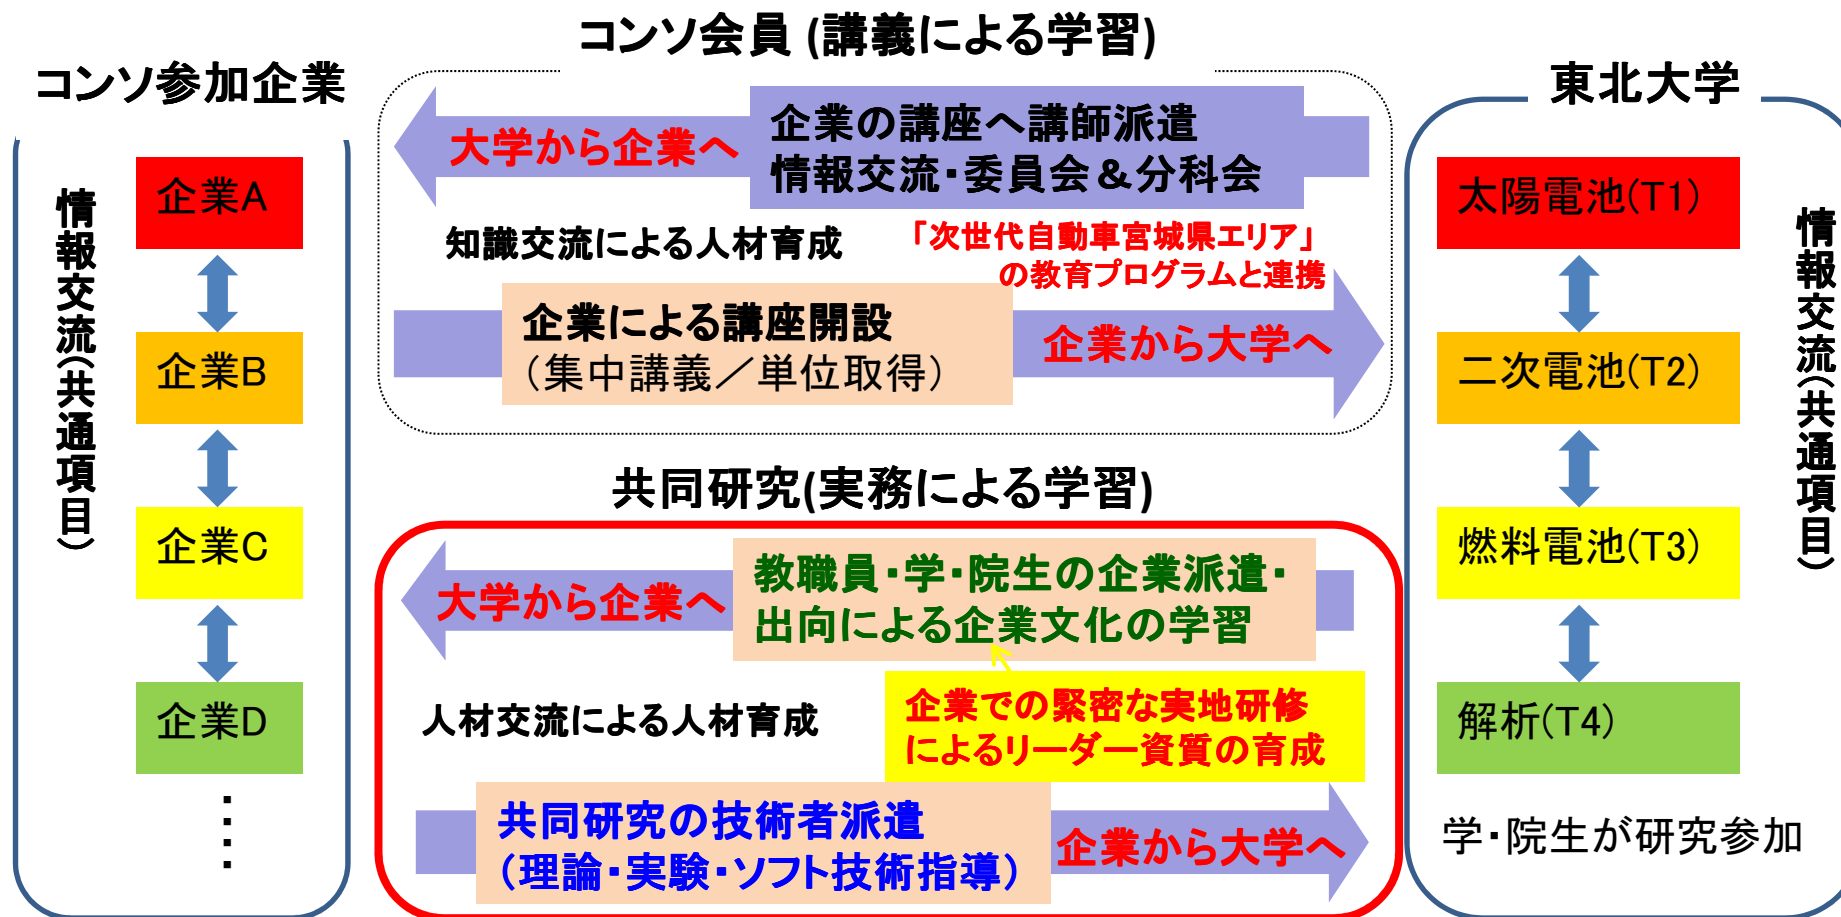 コンソ会員 (講義による学習)
コンソ参加企業
情報交流(共通項目)
企業A
企業B
企業C
企業D
・・・・
大学から企業へ
企業の講座へ講師派遣
情報交流・委員会＆分科会
知識交流による人材育成
「次世代自動車宮城県エリア」
の教育プログラムと連携
企業による講座開設
（集中講義／単位取得）
企業から大学へ
共同研究(実務による学習)
大学から企業へ
教職員・学・院生の企業派遣・
出向による企業文化の学習
人材交流による人材育成
企業での緊密な実地研修
によるリーダー資質の育成
共同研究の技術者派遣
（理論・実験・ソフト技術指導）
企業から大学へ
東北大学
太陽電池(T1)
二次電池(T2)
燃料電池(T3)
解析(T4)
学・院生が研究参加
情報交流(共通項目)